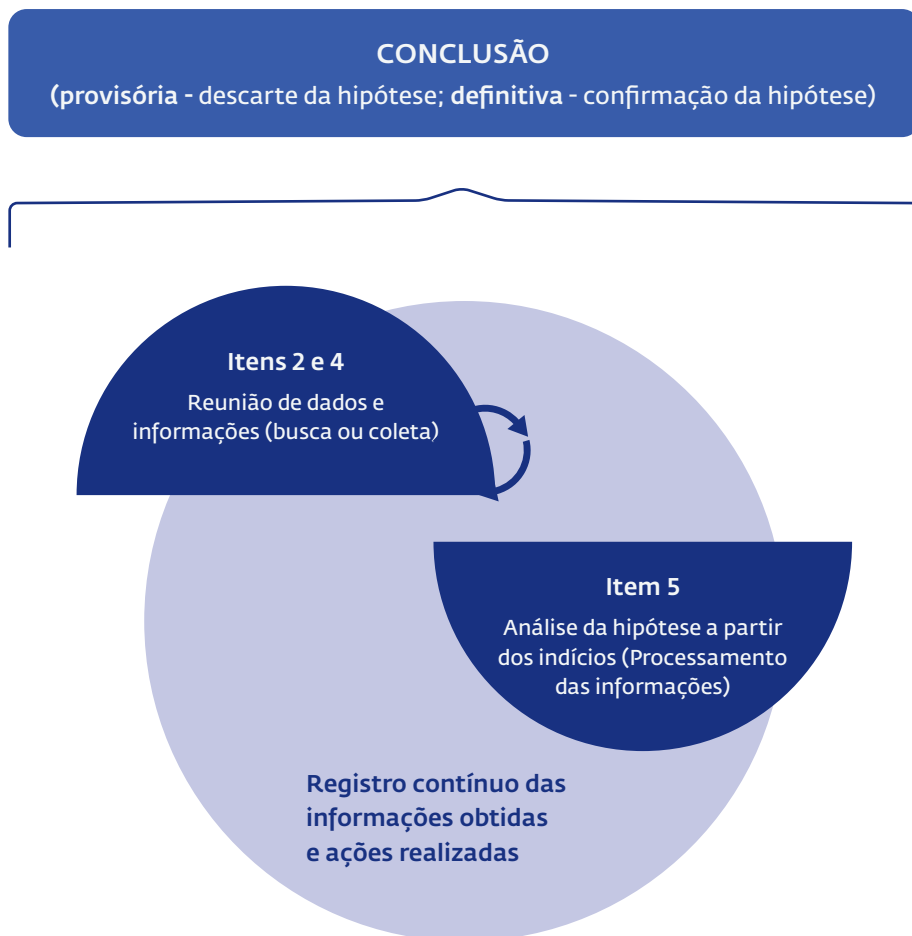 CONCLUSÃO
(provisória - descarte da hipótese; definitiva - confirmação da hipótese)
Itens 2 e 4
Reunião de dados e
informações (busca ou coleta)
Item 5
Análise da hipótese a partir
dos indícios (Processamento
das informações)
Registro contínuo das
informações obtidas
e ações realizadas